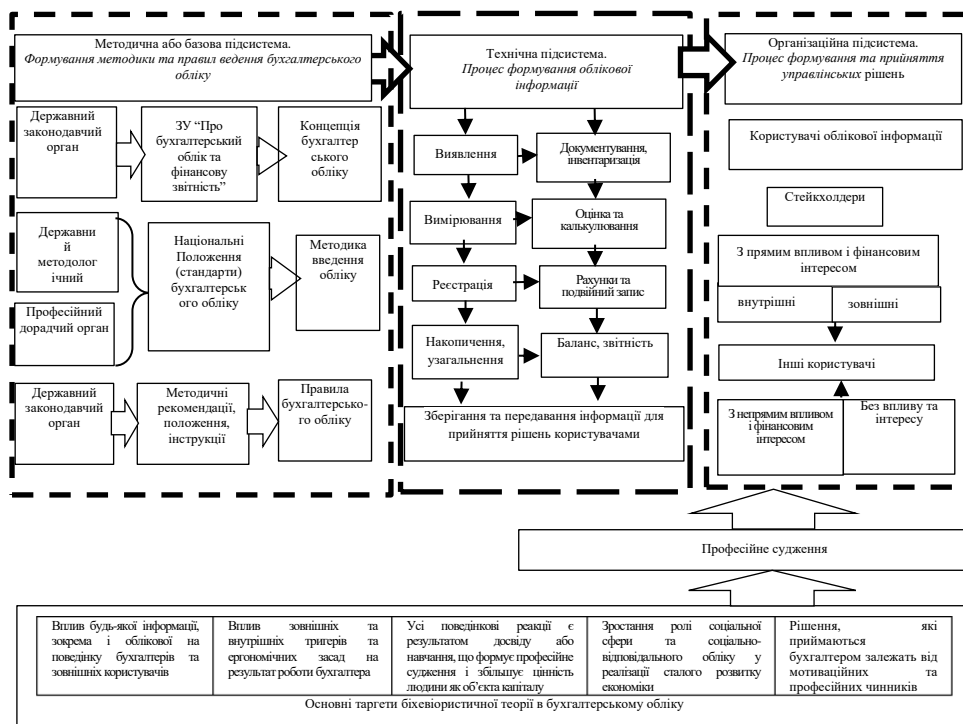 Методична або базова підсистема.
Формування методики та правил ведення бухгалтерського
обліку
Державний
законодавчий
орган
ЗУ “Про
бухгалтерський
облік та
фінансову
звітність”
Концепція
бухгалтер
ського
обліку
Державни
й
методолог
ічний
Професійний
дорадчий орган
Національні
Положення
(стандарти)
бухгалтерськ
ого обліку
Методика
введення
обліку
Державний
законодавчий
орган
Методичні
рекомендації,
положення,
інструкції
Правила
бухгалтерсько-
го обліку
Технічна підсистема.
Процес формування облікової
інформації
Виявлення
Документування,
інвентаризація
Вимірювання
Оцінка та
калькулювання
Реєстрація
Рахунки та
подвійний запис
Накопичення,
узагальнення
Баланс, звітність
Зберігання та передавання інформації для
прийняття рішень користувачами
Організаційна підсистема.
Процес формування та прийняття
управлінських рішень
Користувачі облікової інформації
Стейкхолдери
З прямим впливом і фінансовим
інтересом
внутрішні
зовнішні
Інші користувачі
З непрямим впливом
і фінансовим
інтересом
Без впливу та
інтересу
Професійне судження
Вплив будь-якої інформації,
зокрема і облікової на
поведінку бухгалтерів та
зовнішніх користувачів
Вплив зовнішніх та
внутрішніх тригерів та
ергономічних засад на
результат роботи бухгалтера
Усі поведінкові реакції є
результатом досвіду або
навчання, що формує професійне
судження і збільшує цінність
людини як об’єкта капіталу
Зростання ролі соціальної
сфери та соціально-
відповідального обліку у
реалізації сталого розвитку
економіки
Рішення, які
приймаються
бухгалтером залежать від
мотиваційних та
професійних чинників
Основні таргети біхевіористичної теорії в бухгалтерському обліку